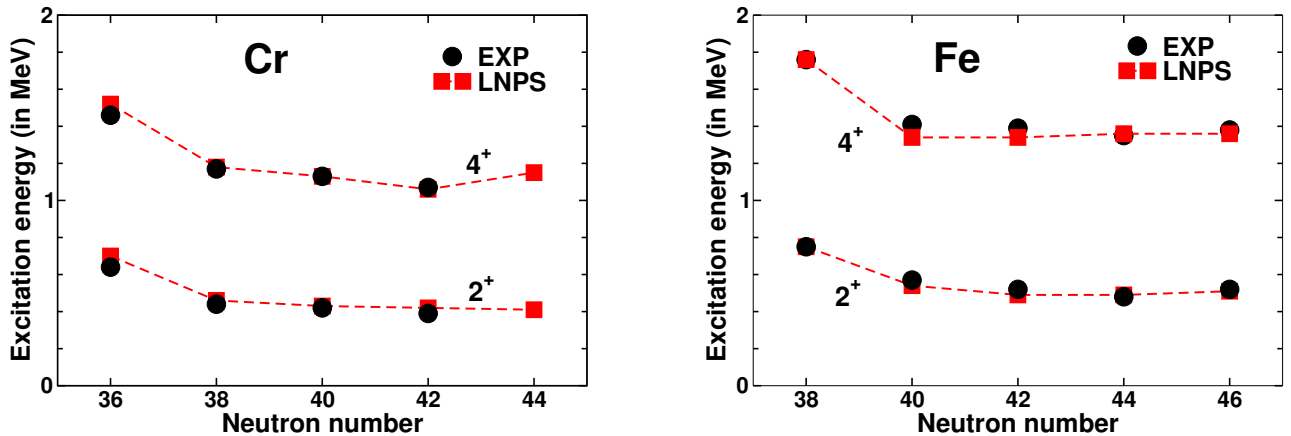 Excitation energy (in MeV)
2
1
0
Cr
EXP
LNPS
4+
2+
36 38 40 42 44
Neutron number
Excitation energy (in MeV)
2
1
0
Fe
EXP
LNPS
4+
2+
38 40 42 44 46
Neutron number